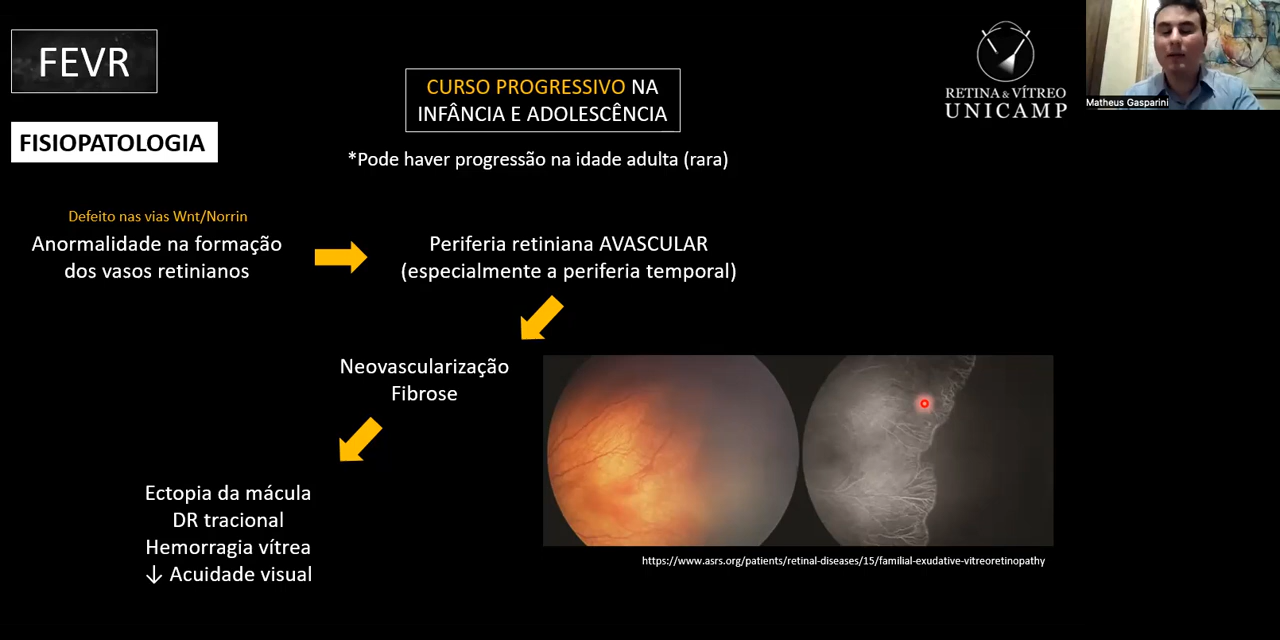 FEVR
FISIOPATOLOGIA
CURSO PROGRESSIVO NA
INFÂNCIA E ADOLESCÊNCIA
*Pode haver progressão na idade adulta (rara)
RETINA & VÍTREO
UNICAMP
Matheus Gasparini
Defeito nas vias Wnt/Norrin
Anormalidade na formação
dos vasos retinianos
Periferia retiniana AVASCULAR
(especialmente a periferia temporal)
Neovascularização
Fibrose
Ectopia da mácula
DR tracional
Hemorragia vítrea
↓ Acuidade visual
https://www.asrs.org/patients/retinal-diseases/15/familial-exudative-vitreoretinopathy